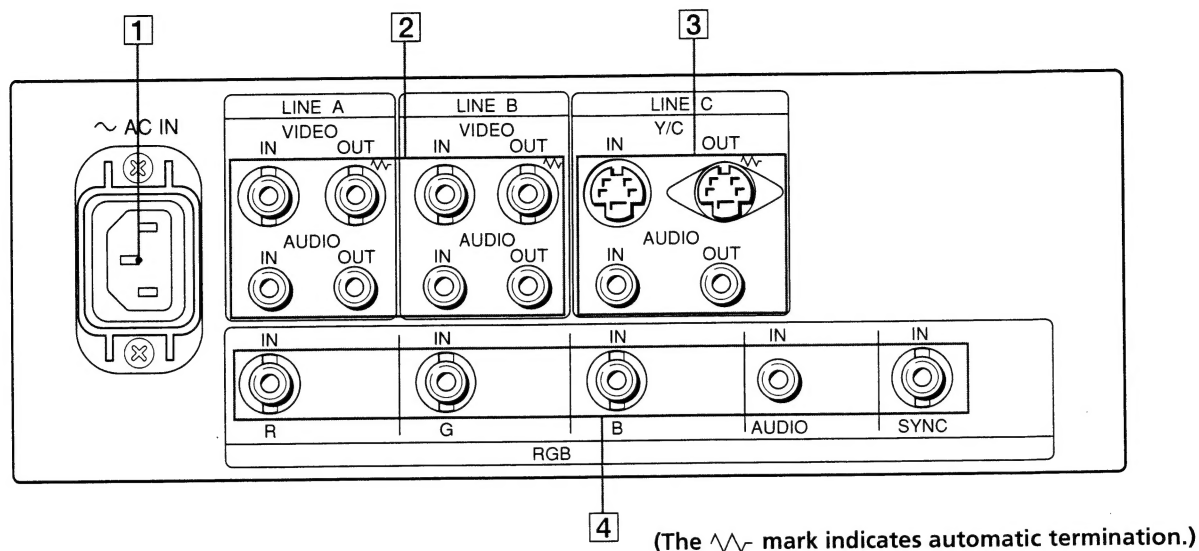 1 2 3
LINE A LINE B LINE C
∼ AC IN VIDEO VIDEO Y/C
IN OUT IN OUT IN OUT
AUDIO AUDIO AUDIO
IN OUT IN OUT IN OUT
IN IN IN IN IN
R G B AUDIO SYNC
RGB
4
(The mark indicates automatic termination.)